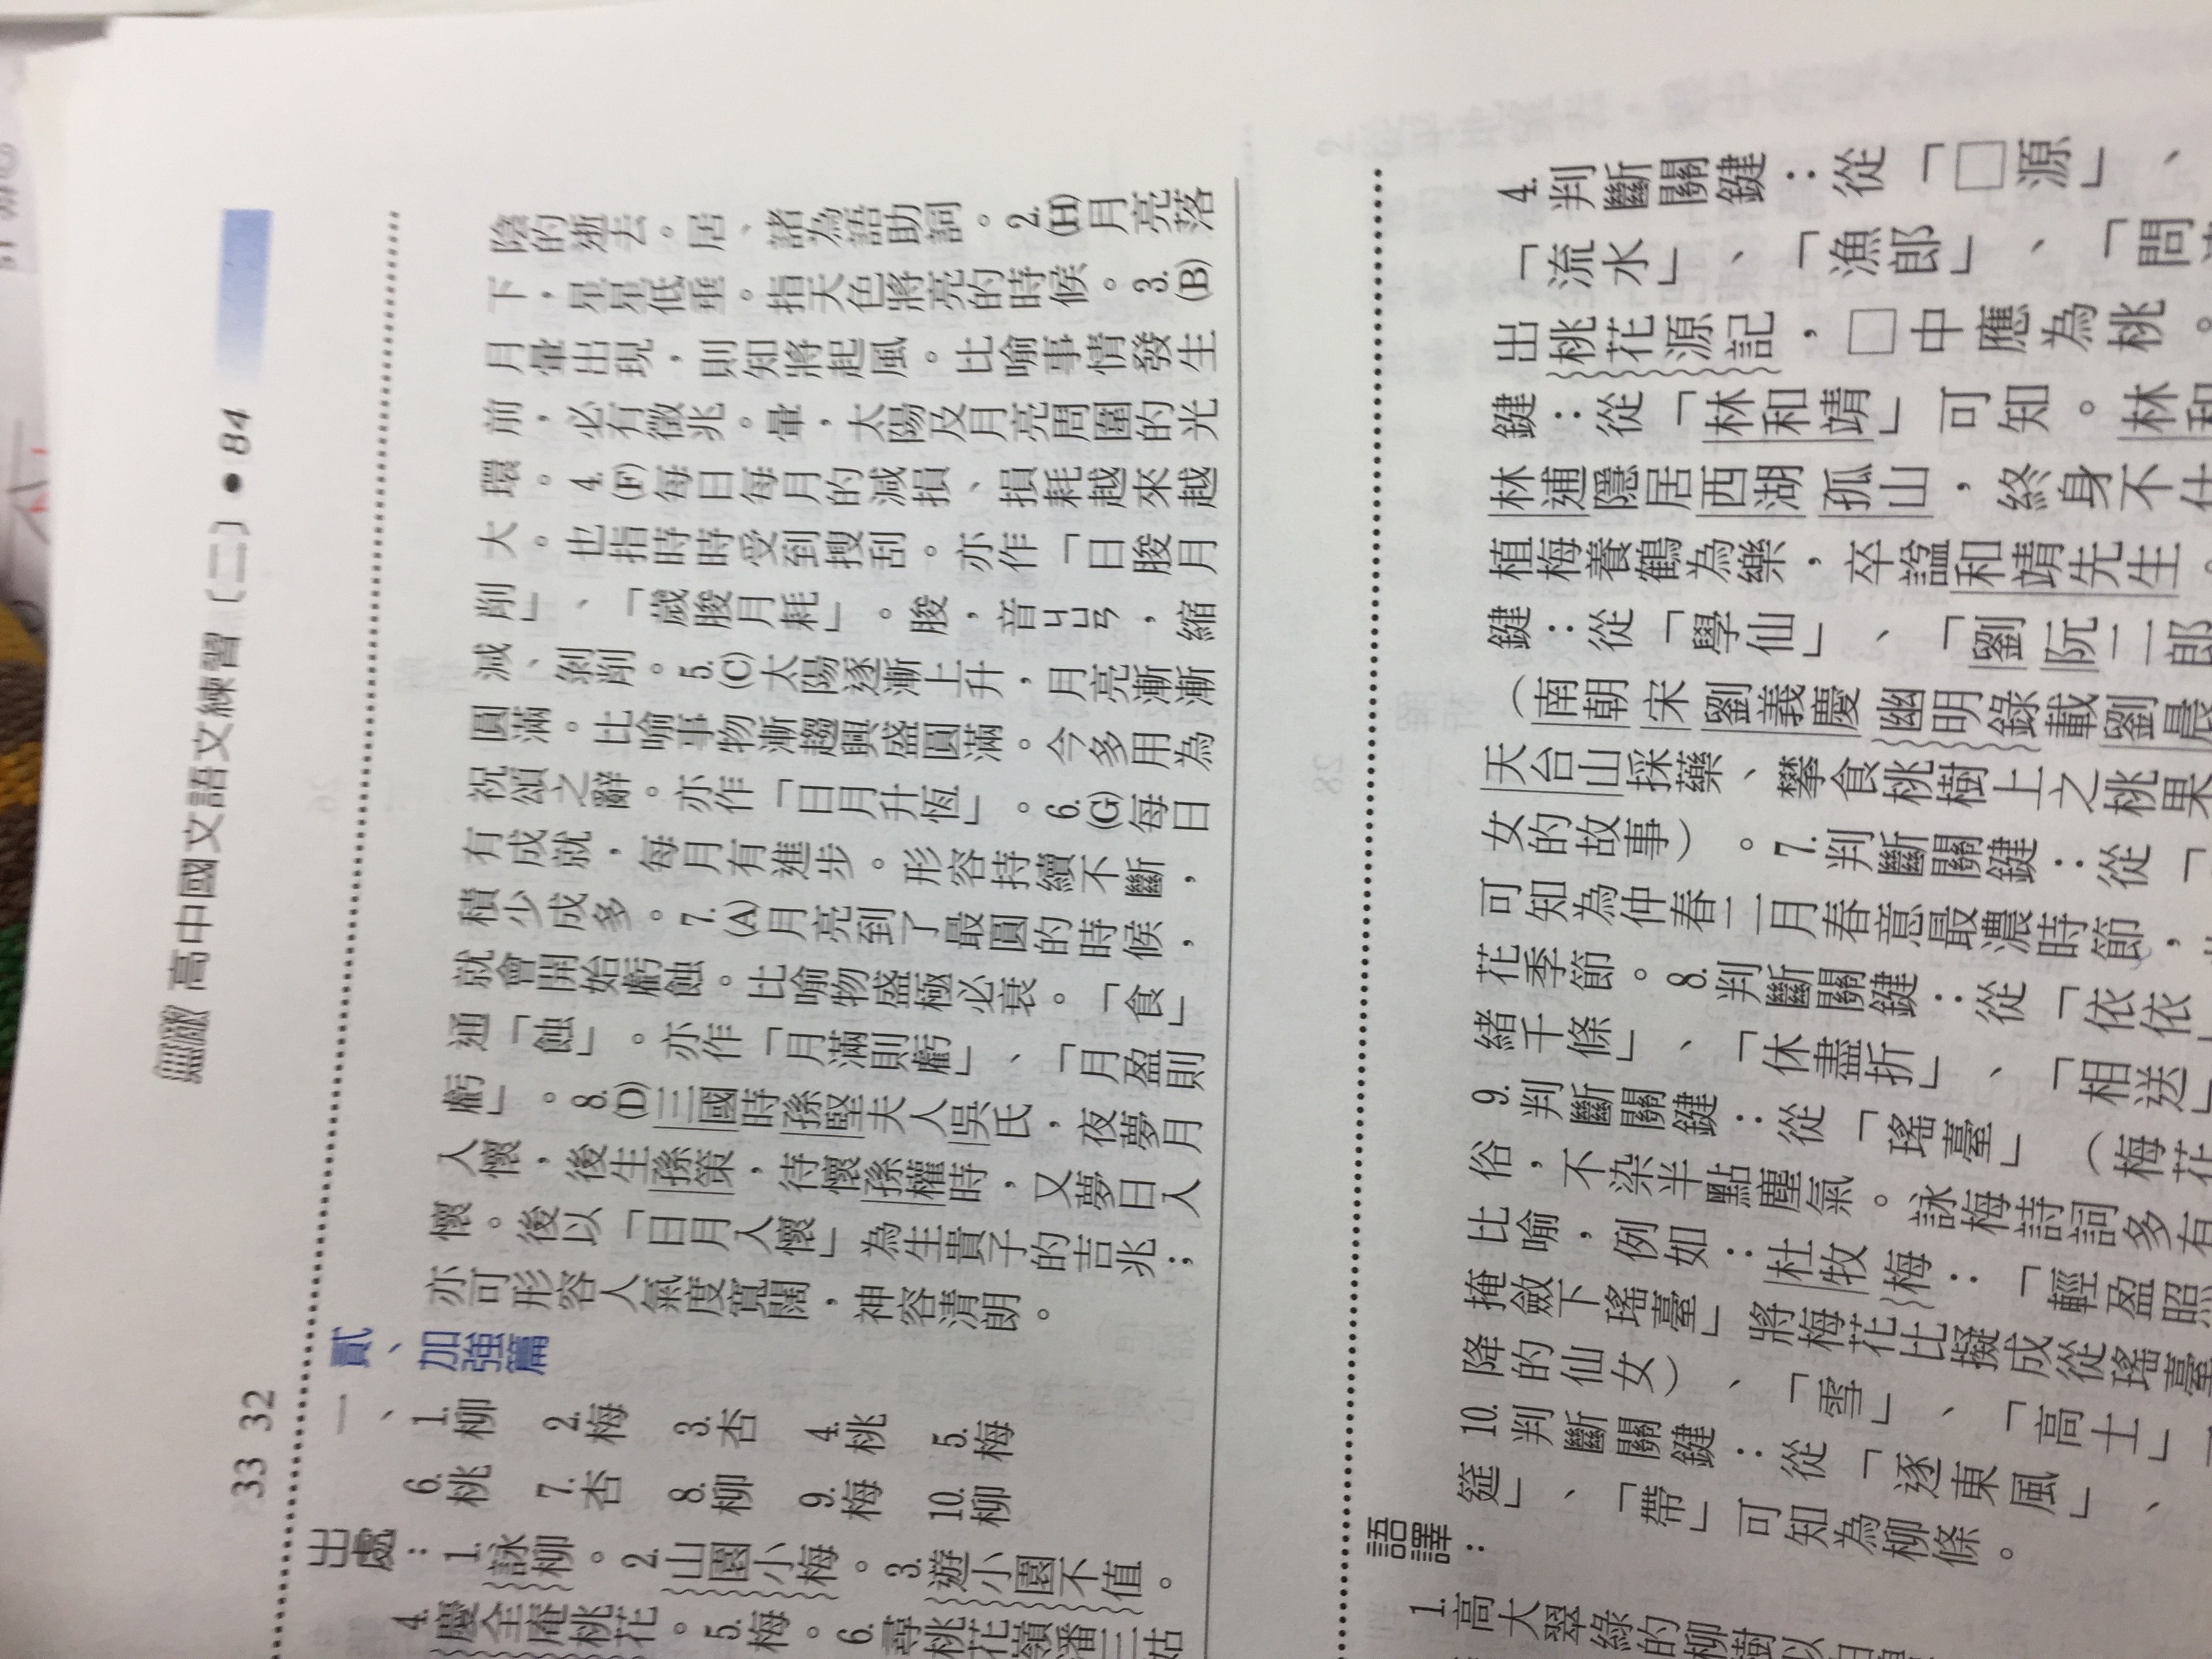 無敵 高中國文語文練習〔二〕●84
陰的逝去。居、諸為語助詞。2.(H)月亮落
下，星星低垂。指天色將亮的時候。3.(B)
月暈出現，則知將起風。比喻事情發生
前，必有徵兆。暈，太陽及月亮周圍的光
環。4.(F)每日每月的減損、損耗越來越
大。也指時時受到搜刮。亦作「日朘月
削」、「歲朘月耗」。朘，音ㄐㄩㄢ，縮
減、剝削。5.(C)太陽逐漸上升，月亮漸漸
圓滿。比喻事物漸趨興盛圓滿。今多用為
祝頌之辭。亦作「日月升恆」。6.(G)每日
有成就，每月有進步。形容持續不斷，
積少成多。7.(A)月亮到了最圓的時候，
就會開始虧蝕。比喻物盛極必衰。「食」
通「蝕」。亦作「月滿則虧」、「月盈則
虧」。8.(D)三國時孫堅夫人吳氏，夜夢月
入懷，後生孫策，待懷孫權時，又夢日入
懷。後以「日月入懷」為生貴子的吉兆；
亦可形容人氣度寬闊，神容清朗。
貳、加強篇
32
一、1.柳 2.梅 3.杏 4.桃 5.梅
33
6.桃 7.杏 8.柳 9.梅 10.柳
出處：1.詠柳。2.山園小梅。3.遊小園不值。
4.慶全庵桃花。5.梅。6.尋桃花嶺潘三姑
4.判斷關鍵：從「□源」、
「流水」、「漁郎」、「問
出桃花源記，□中應為桃。
鍵：從「林和靖」可知。林和
林逋隱居西湖孤山，終身不仕
植梅養鶴為樂，卒諡和靖先生。
鍵：從「學仙」、「劉阮二郎
（南朝宋劉義慶幽明錄載劉晨
天台山採藥、攀食桃樹上之桃果
女的故事）。7.判斷關鍵：從「
可知為仲春二月春意最濃時節，
花季節。8.判斷關鍵：從「依依
緒千條」、「休盡折」、「相送」
9.判斷關鍵：從「瑤臺」（梅花
俗，不染半點塵氣。詠梅詩詞多有
比喻，例如：杜牧梅：「輕盈照
掩斂下瑤臺」將梅花比擬成從瑤臺
降的仙女）、「雪」、「高士」
10.判斷關鍵：從「逐東風」、
筵」、「帶」可知為柳條。
語譯：
1.高大翠綠的柳樹以